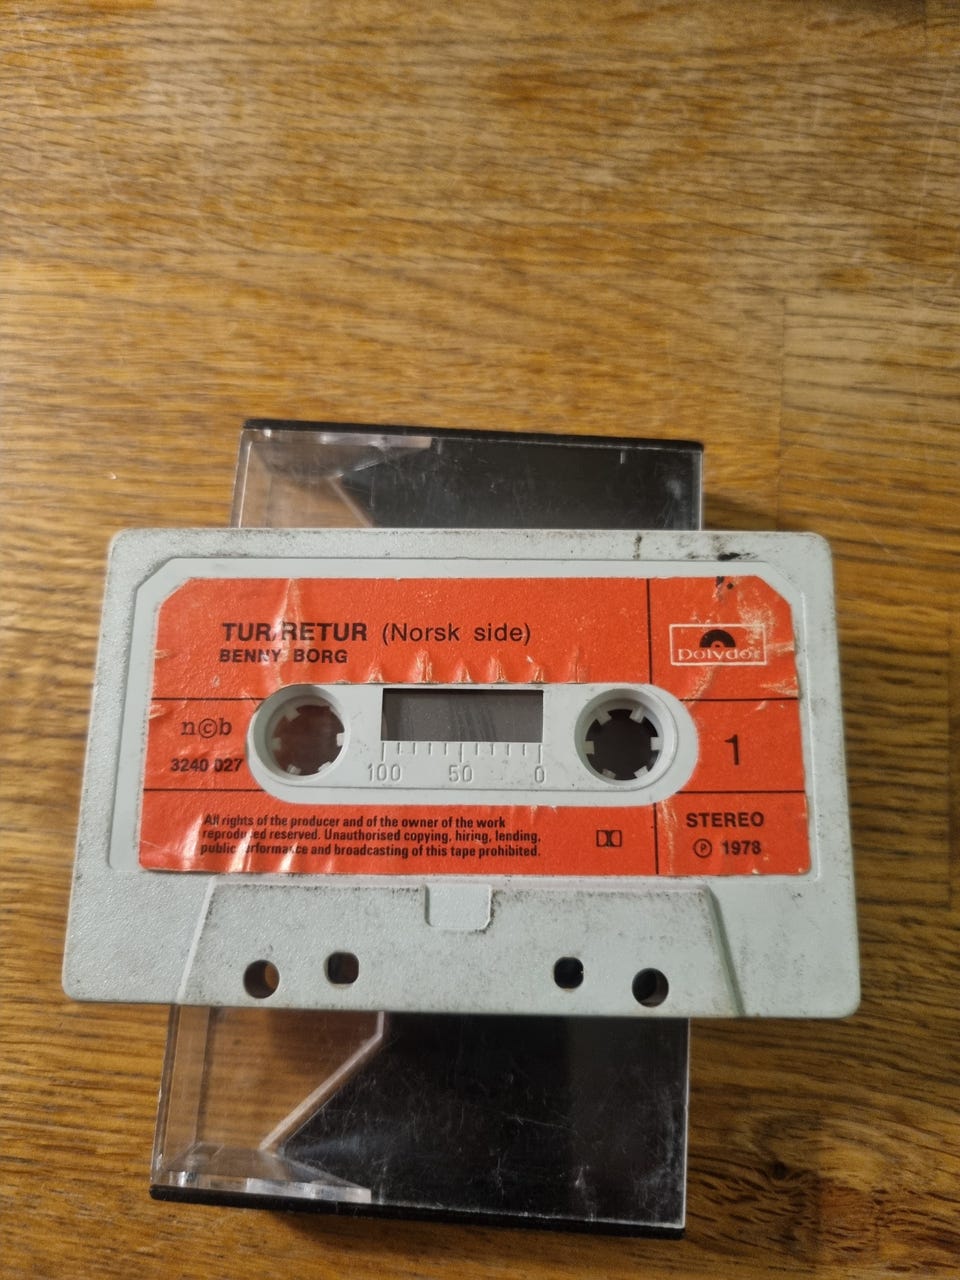 TUR/RETUR (Norsk side)
BENNY BORG
Polydor
n©b
3240 027
100 50 0
1
All rights of the producer and of the owner of the work
reproduced reserved. Unauthorised copying, hiring, lending,
public performance and broadcasting of this tape prohibited.
STEREO
℗ 1978